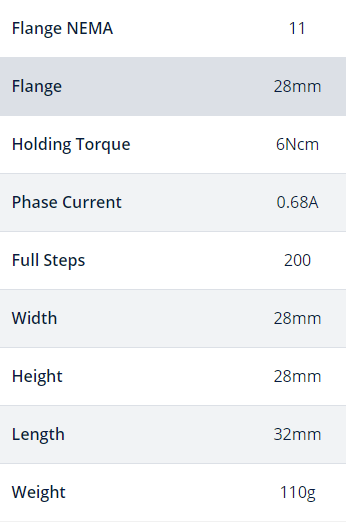 Flange NEMA 11
Flange 28mm
Holding Torque 6Ncm
Phase Current 0.68A
Full Steps 200
Width 28mm
Height 28mm
Length 32mm
Weight 110g